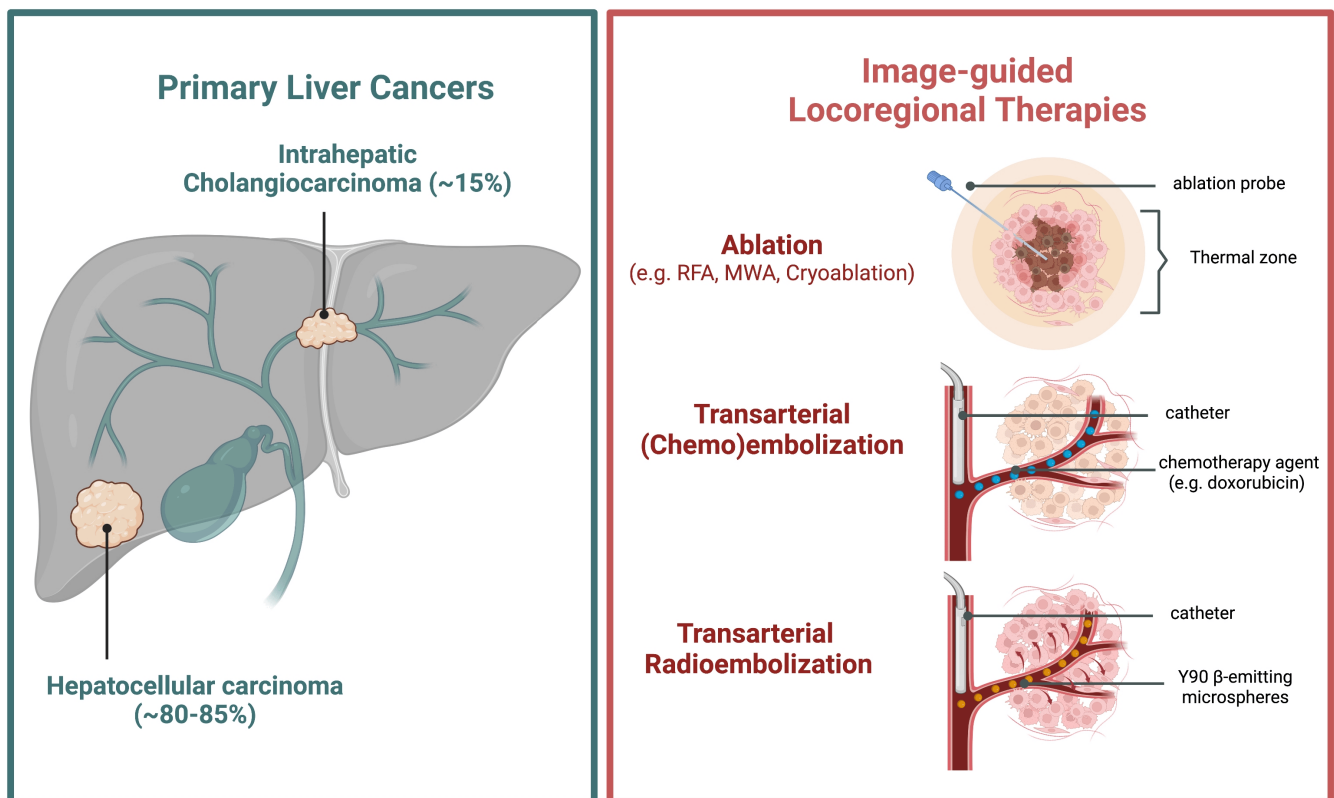 Primary Liver Cancers
Intrahepatic
Cholangiocarcinoma (~15%)
Hepatocellular carcinoma
(~80-85%)
Image-guided
Locoregional Therapies
Ablation
(e.g. RFA, MWA, Cryoablation)
ablation probe
Thermal zone
Transarterial
(Chemo)embolization
catheter
chemotherapy agent
(e.g. doxorubicin)
Transarterial
Radioembolization
catheter
Y90 β-emitting
microspheres